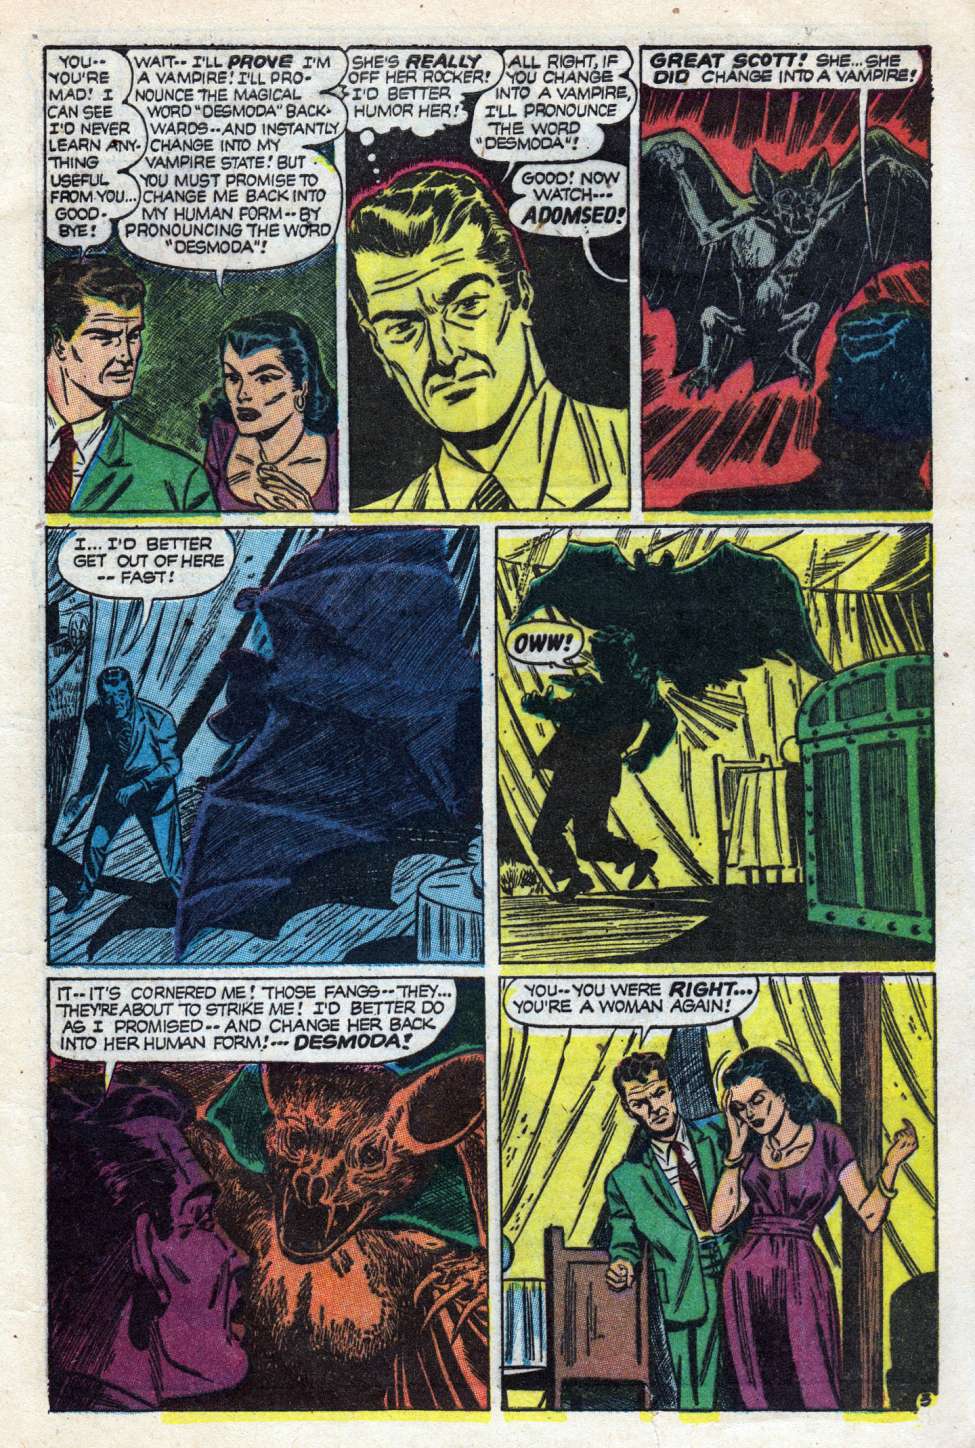 YOU--
YOU'RE
MAD! I
CAN SEE
I'D NEVER
LEARN ANY-
THING
USEFUL
FROM YOU...
GOOD-
BYE!
WAIT-- I'LL PROVE I'M
A VAMPIRE! I'LL PRO-
NOUNCE THE MAGICAL
WORD "DESMODA" BACK-
WARDS--AND INSTANTLY
CHANGE INTO MY
VAMPIRE STATE! BUT
YOU MUST PROMISE TO
CHANGE ME BACK INTO
MY HUMAN FORM--BY
PRONOUNCING THE WORD
"DESMODA"!
SHE'S REALLY
OFF HER ROCKER!
I'D BETTER
HUMOR HER!
ALL RIGHT, IF
YOU CHANGE
INTO A VAMPIRE,
I'LL PRONOUNCE
THE WORD
"DESMODA"!
GOOD! NOW
WATCH---
ADOMSED!
GREAT SCOTT! SHE...SHE
DID CHANGE INTO A VAMPIRE!
I... I'D BETTER
GET OUT OF HERE
-- FAST!
OWW!
IT-- IT'S CORNERED ME! THOSE FANGS-- THEY...
THEY'RE ABOUT TO STRIKE ME! I'D BETTER DO
AS I PROMISED-- AND CHANGE HER BACK
INTO HER HUMAN FORM!--- DESMODA!
YOU--YOU WERE RIGHT...
YOU'RE A WOMAN AGAIN!
3